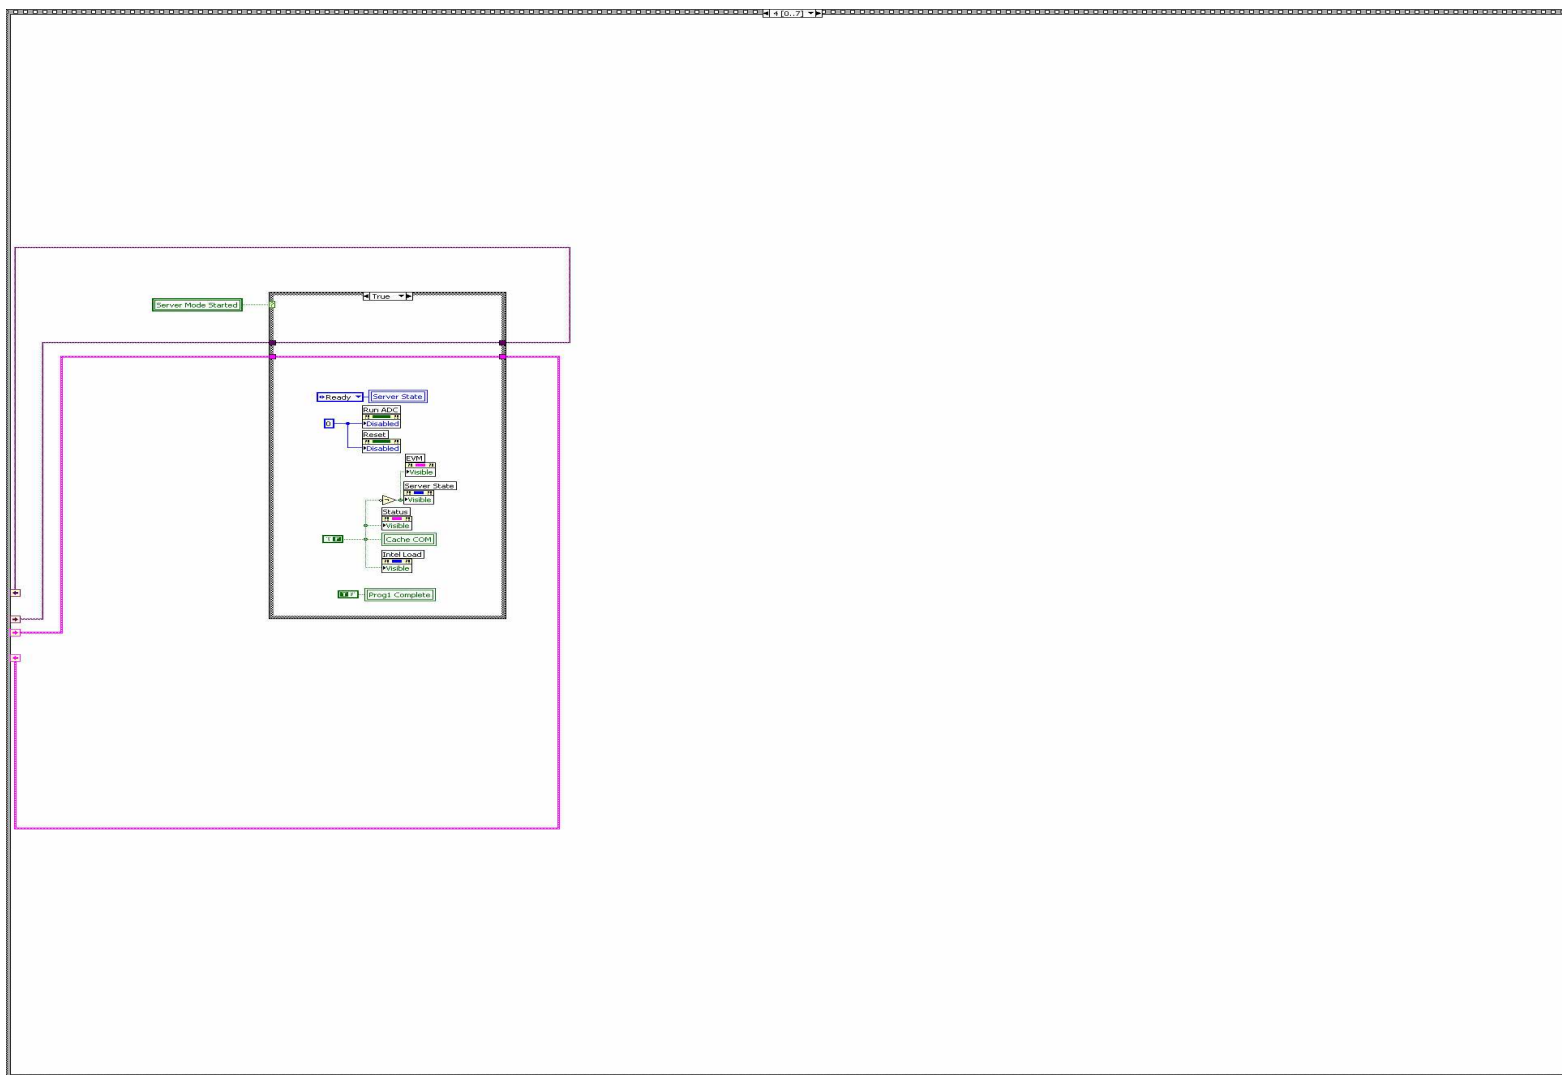 4 [0..7]
Server Mode Started
True
?
Ready
Server State
Run ADC
0
Disabled
Reset
Disabled
EVM
Visible
Server State
Visible
Status
Visible
Cache COM
Intel Load
Visible
Prog1 Complete